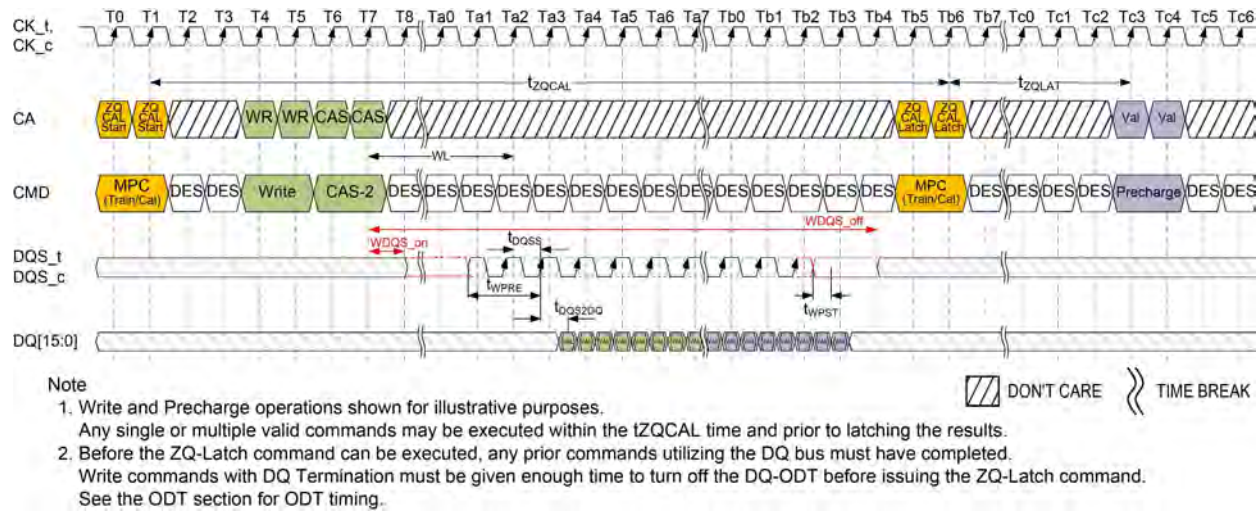 T0 T1 T2 T3 T4 T5 T6 T7 T8 Ta0 Ta1 Ta2 Ta3 Ta4 Ta5 Ta6 Ta7 Tb0 Tb1 Tb2 Tb3 Tb4 Tb5 Tb6 Tb7 Tc0 Tc1 Tc2 Tc3 Tc4 Tc5 Tc6
CK_t,
CK_c
tZQCAL tZQLAT
CA ZQ CAL Start ZQ CAL Start WR WR CAS CAS ZQ CAL Latch ZQ CAL Latch Val Val
WL
CMD MPC (Train/Cal) DES DES Write CAS-2 DES DES DES DES DES DES DES DES DES DES DES DES DES DES MPC (Train/Cal) DES DES DES DES Precharge DES DES
WDQS_off
WDQS_on tDQSS
DQS_t
DQS_c
tWPRE tWPST
tDQS2DQ
DQ[15:0]
Note
DON'T CARE TIME BREAK
1. Write and Precharge operations shown for illustrative purposes.
Any single or multiple valid commands may be executed within the tZQCAL time and prior to latching the results.
2. Before the ZQ-Latch command can be executed, any prior commands utilizing the DQ bus must have completed.
Write commands with DQ Termination must be given enough time to turn off the DQ-ODT before issuing the ZQ-Latch command.
See the ODT section for ODT timing.